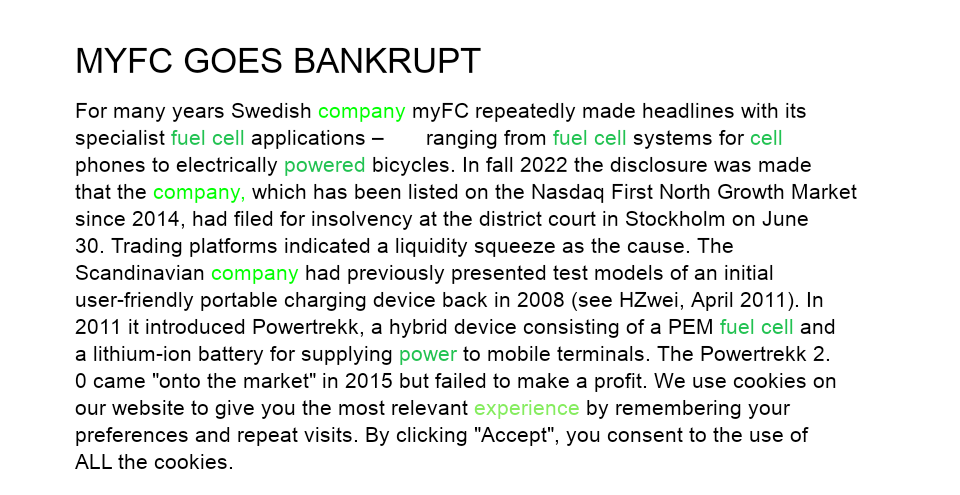 MYFC GOES BANKRUPT
For many years Swedish company myFC repeatedly made headlines with its
specialist fuel cell applications – ranging from fuel cell systems for cell
phones to electrically powered bicycles. In fall 2022 the disclosure was made
that the company, which has been listed on the Nasdaq First North Growth Market
since 2014, had filed for insolvency at the district court in Stockholm on June
30. Trading platforms indicated a liquidity squeeze as the cause. The
Scandinavian company had previously presented test models of an initial
user-friendly portable charging device back in 2008 (see HZwei, April 2011). In
2011 it introduced Powertrekk, a hybrid device consisting of a PEM fuel cell and
a lithium-ion battery for supplying power to mobile terminals. The Powertrekk 2.
0 came "onto the market" in 2015 but failed to make a profit. We use cookies on
our website to give you the most relevant experience by remembering your
preferences and repeat visits. By clicking "Accept", you consent to the use of
ALL the cookies.